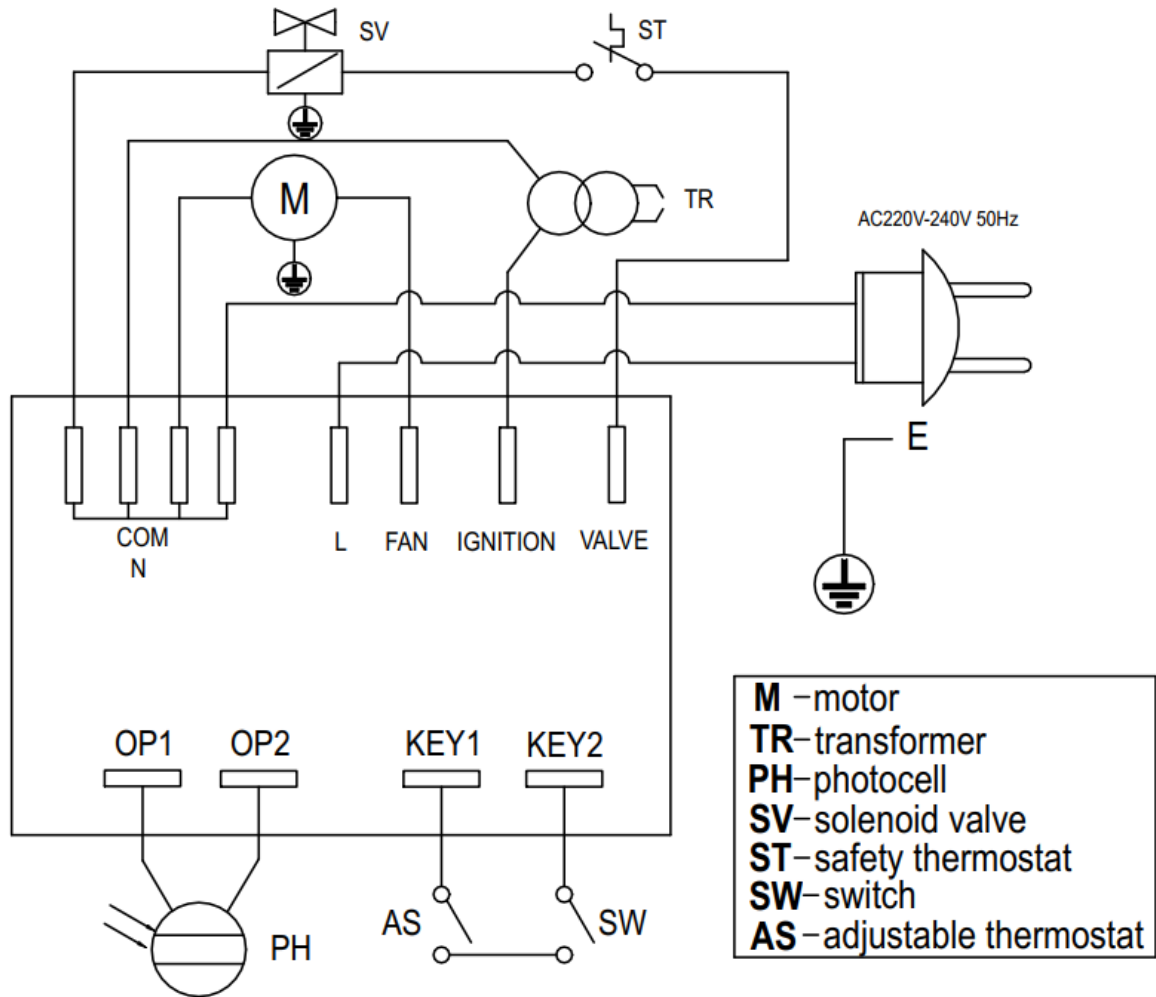 SV
ST
M
TR
AC220V-240V 50Hz
E
COM
N
L
FAN
IGNITION
VALVE
OP1
OP2
KEY1
KEY2
AS
SW
PH
M –motor
TR–transformer
PH–photocell
SV–solenoid valve
ST–safety thermostat
SW–switch
AS–adjustable thermostat